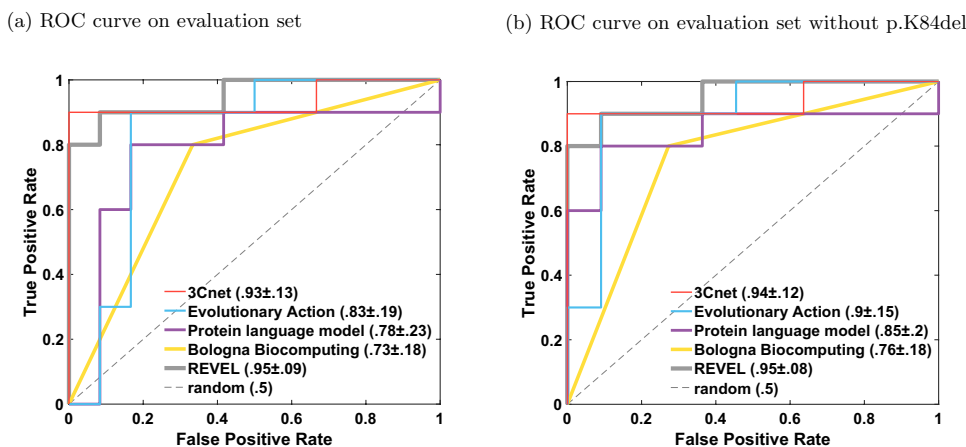 (a) ROC curve on evaluation set
1
0.8
0.6
0.4
0.2
0
0
0.2
0.4
0.6
0.8
1
True Positive Rate
False Positive Rate
3Cnet (.93±.13)
Evolutionary Action (.83±.19)
Protein language model (.78±.23)
Bologna Biocomputing (.73±.18)
REVEL (.95±.09)
random (.5)
(b) ROC curve on evaluation set without p.K84del
1
0.8
0.6
0.4
0.2
0
0
0.2
0.4
0.6
0.8
1
True Positive Rate
False Positive Rate
3Cnet (.94±.12)
Evolutionary Action (.9±.15)
Protein language model (.85±.2)
Bologna Biocomputing (.76±.18)
REVEL (.95±.08)
random (.5)